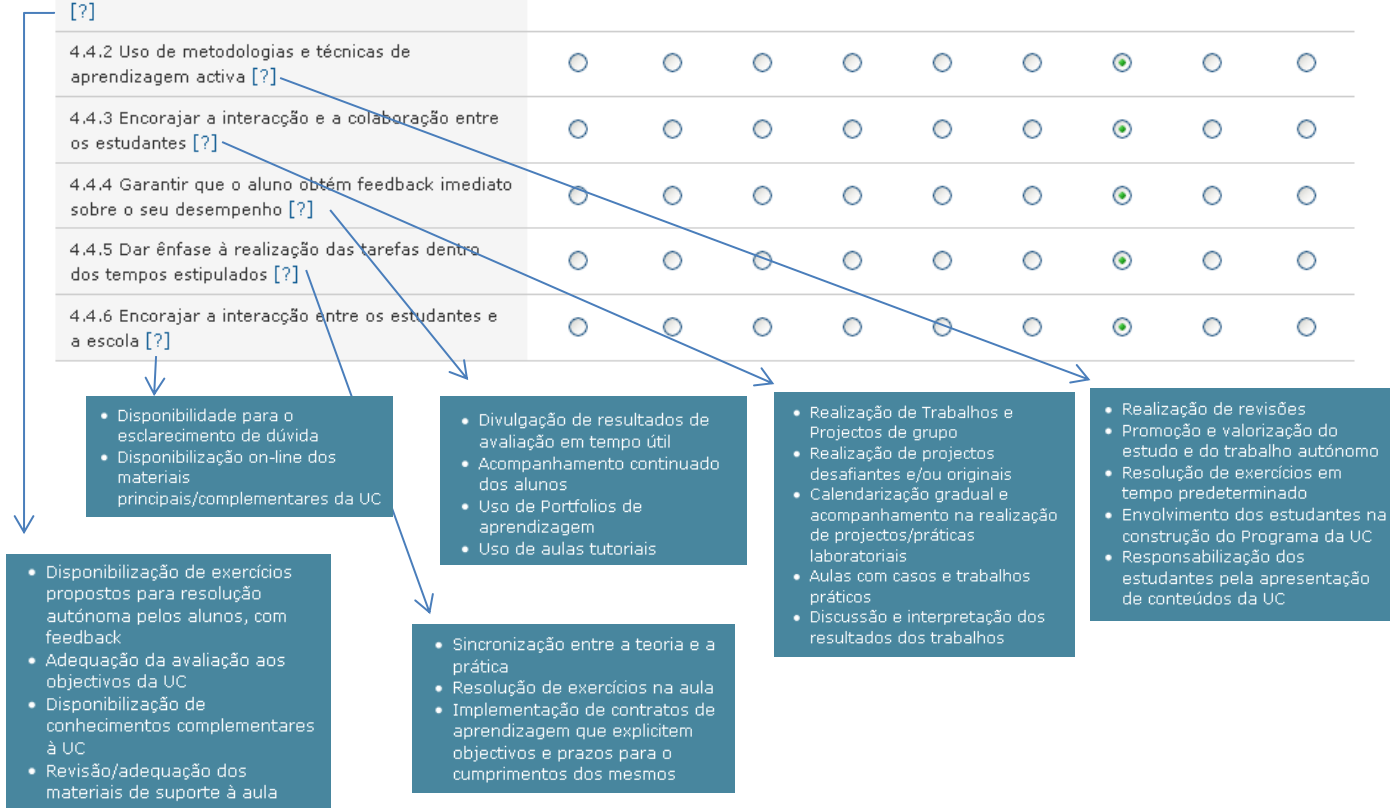 [?]
4.4.2 Uso de metodologias e técnicas de
aprendizagem activa [?]
4.4.3 Encorajar a interacção e a colaboração entre
os estudantes [?]
4.4.4 Garantir que o aluno obtém feedback imediato
sobre o seu desempenho [?]
4.4.5 Dar ênfase à realização das tarefas dentro
dos tempos estipulados [?]
4.4.6 Encorajar a interacção entre os estudantes e
a escola [?]
• Disponibilidade para o
esclarecimento de dúvida
• Disponibilização on-line dos
materiais
principais/complementares da UC
• Divulgação de resultados de
avaliação em tempo útil
• Acompanhamento continuado
dos alunos
• Uso de Portfolios de
aprendizagem
• Uso de aulas tutoriais
• Realização de Trabalhos e
Projectos de grupo
• Realização de projectos
desafiantes e/ou originais
• Calendarização gradual e
acompanhamento na realização
de projectos/práticas
laboratoriais
• Aulas com casos e trabalhos
práticos
• Discussão e interpretação dos
resultados dos trabalhos
• Realização de revisões
• Promoção e valorização do
estudo e do trabalho autónomo
• Resolução de exercícios em
tempo predeterminado
• Envolvimento dos estudantes na
construção do Programa da UC
• Responsabilização dos
estudantes pela apresentação
de conteúdos da UC
• Disponibilização de exercícios
propostos para resolução
autónoma pelos alunos, com
feedback
• Adequação da avaliação aos
objectivos da UC
• Disponibilização de
conhecimentos complementares
à UC
• Revisão/adequação dos
materiais de suporte à aula
• Sincronização entre a teoria e a
prática
• Resolução de exercícios na aula
• Implementação de contratos de
aprendizagem que explicitem
objectivos e prazos para o
cumprimentos dos mesmos